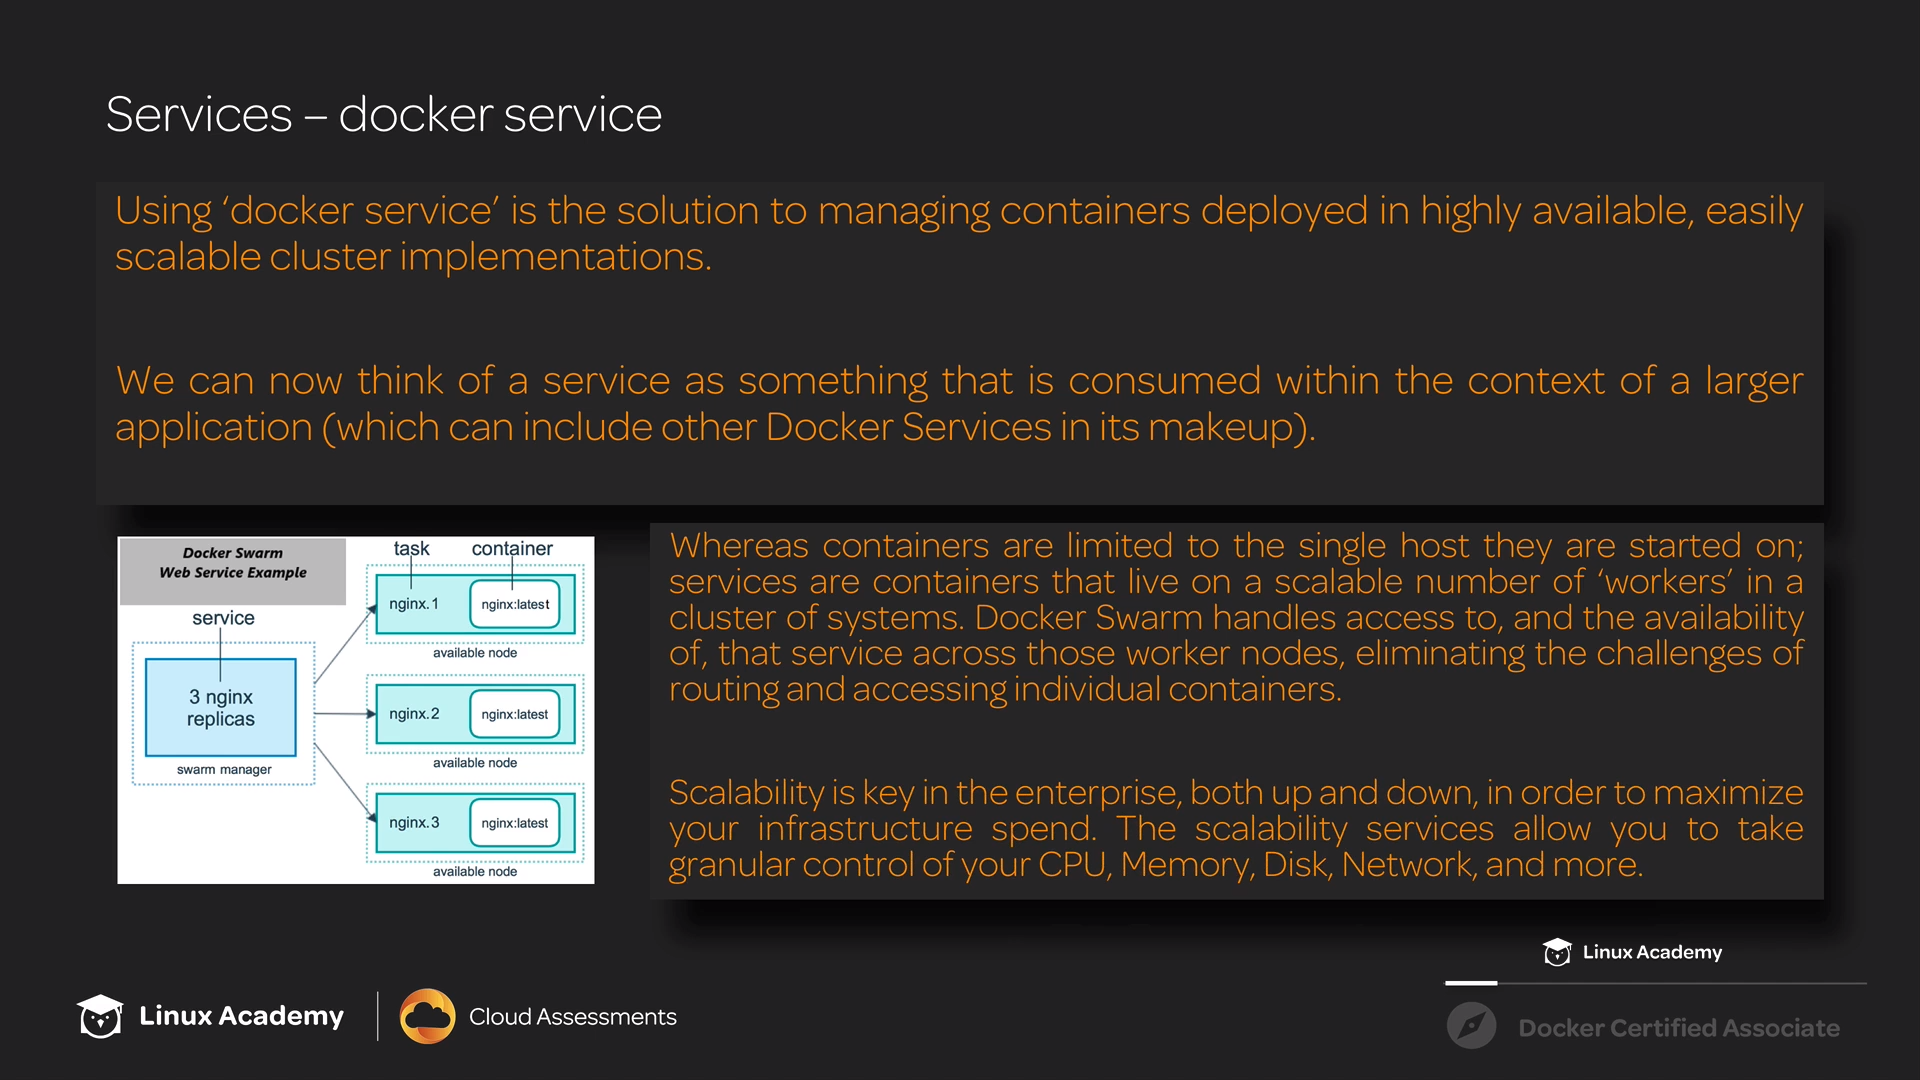 Services – docker service
Using ‘docker service’ is the solution to managing containers deployed in highly available, easily
scalable cluster implementations.
We can now think of a service as something that is consumed within the context of a larger
application (which can include other Docker Services in its makeup).
Docker Swarm
Web Service Example
service
3 nginx
replicas
swarm manager
task
container
nginx.1
nginx:latest
available node
nginx.2
nginx:latest
available node
nginx.3
nginx:latest
available node
Whereas containers are limited to the single host they are started on;
services are containers that live on a scalable number of ‘workers’ in a
cluster of systems. Docker Swarm handles access to, and the availability
of, that service across those worker nodes, eliminating the challenges of
routing and accessing individual containers.
Scalability is key in the enterprise, both up and down, in order to maximize
your infrastructure spend. The scalability services allow you to take
granular control of your CPU, Memory, Disk, Network, and more.
Linux Academy
Linux Academy
Cloud Assessments
Docker Certified Associate